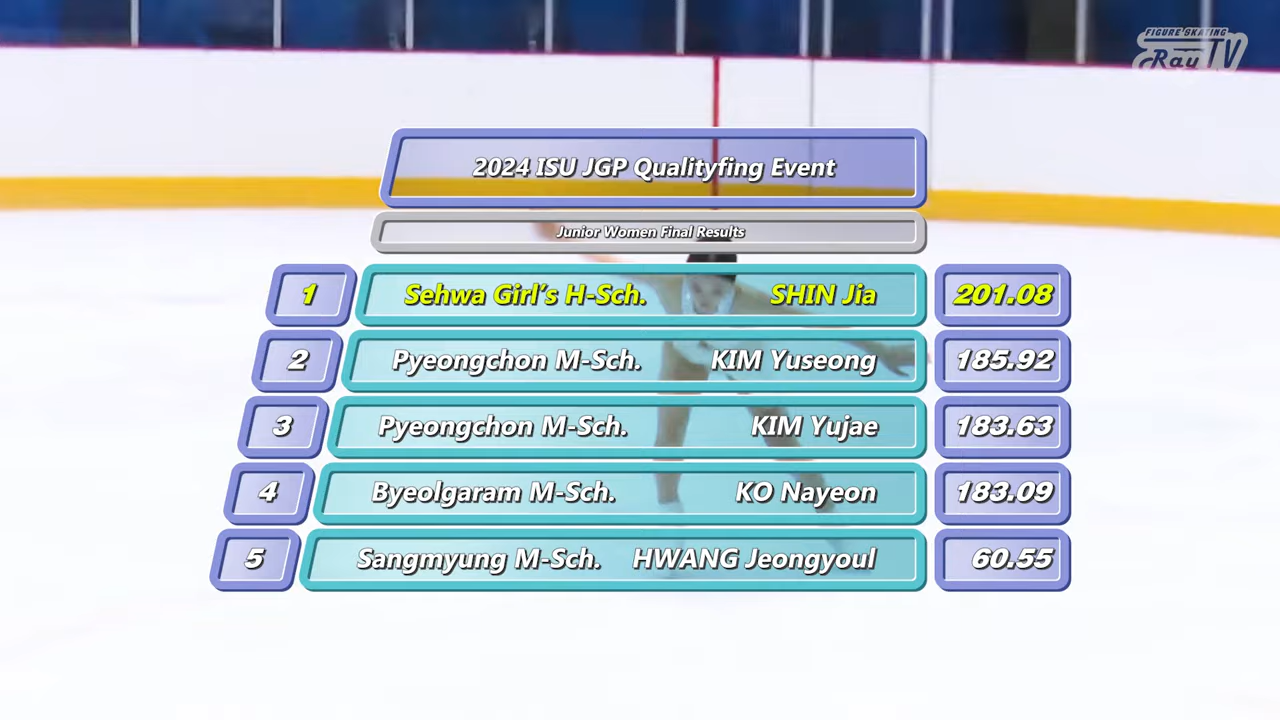 FIGURE SKATING
Ray TV
2024 ISU JGP Qualityfing Event
Junior Women Final Results
1 Sehwa Girl's H-Sch. SHIN Jia 201.08
2 Pyeongchon M-Sch. KIM Yuseong 185.92
3 Pyeongchon M-Sch. KIM Yujae 183.63
4 Byeolgaram M-Sch. KO Nayeon 183.09
5 Sangmyung M-Sch. HWANG Jeongyoul 60.55